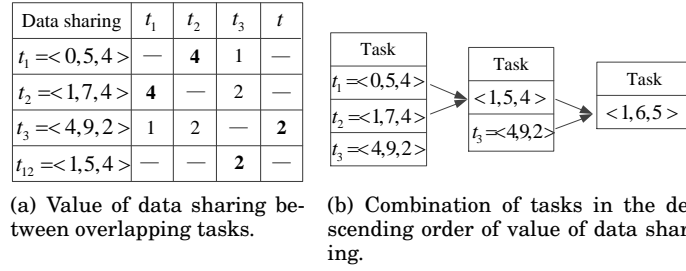 Data sharing t1 t2 t3 t
t1 =<0,5,4> — 4 1 —
t2 =<1,7,4> 4 — 2 —
t3 =<4,9,2> 1 2 — 2
t12 =<1,5,4> — — 2 —
(a) Value of data sharing be-
tween overlapping tasks.
Task
t1 =<0,5,4>
t2 =<1,7,4>
t3 =<4,9,2>
Task
<1,5,4>
t3 =<4,9,2>
Task
<1,6,5>
(b) Combination of tasks in the de-
scending order of value of data shar-
ing.